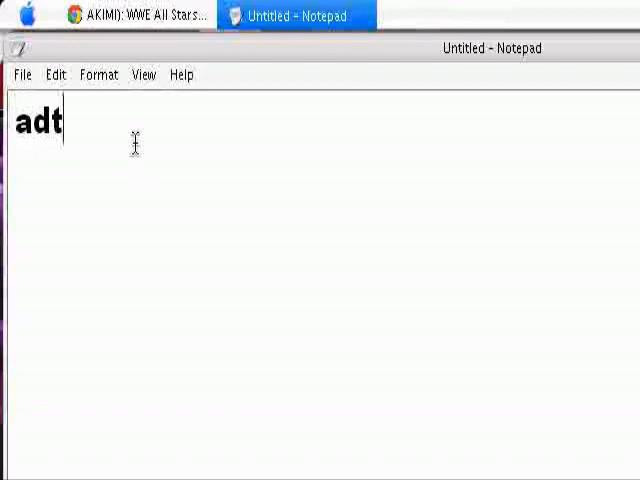 AKIMI): WWE All Stars...
Untitled - Notepad
Untitled - Notepad
File Edit Format View Help
adt